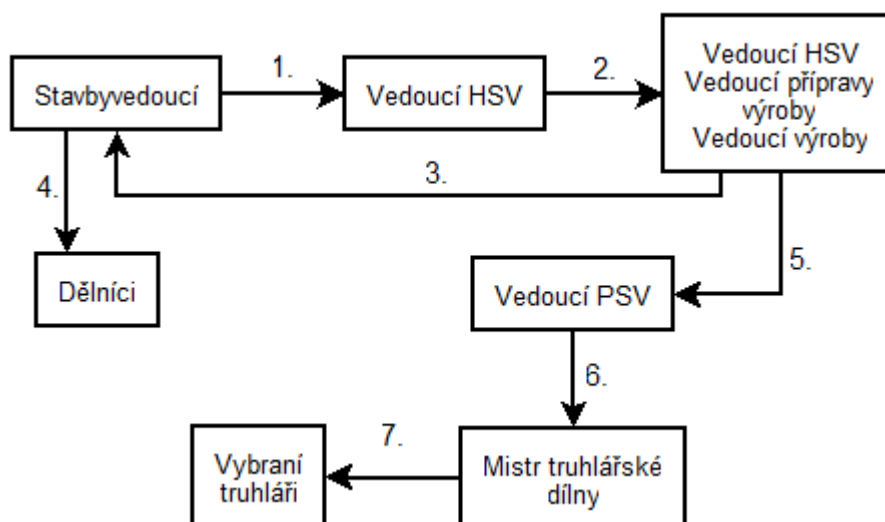 Stavbyvedoucí
1.
Vedoucí HSV
2.
Vedoucí HSV
Vedoucí přípravy
výroby
Vedoucí výroby
3.
4.
Dělníci
5.
Vedoucí PSV
6.
Mistr truhlářské
dílny
7.
Vybraní
truhláři